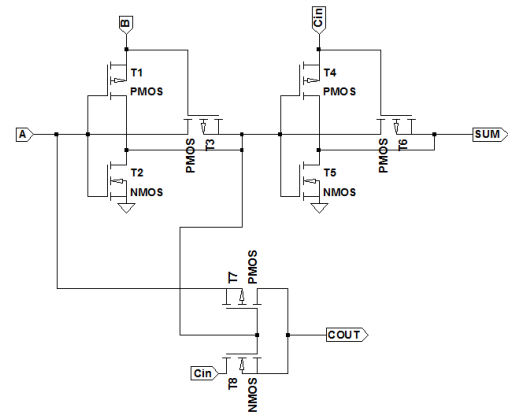 B
Cin
T1
PMOS
T4
PMOS
A
PMOS
T3
PMOS
T6
SUM
T2
NMOS
T5
NMOS
T7
PMOS
COUT
Cin
T8
NMOS